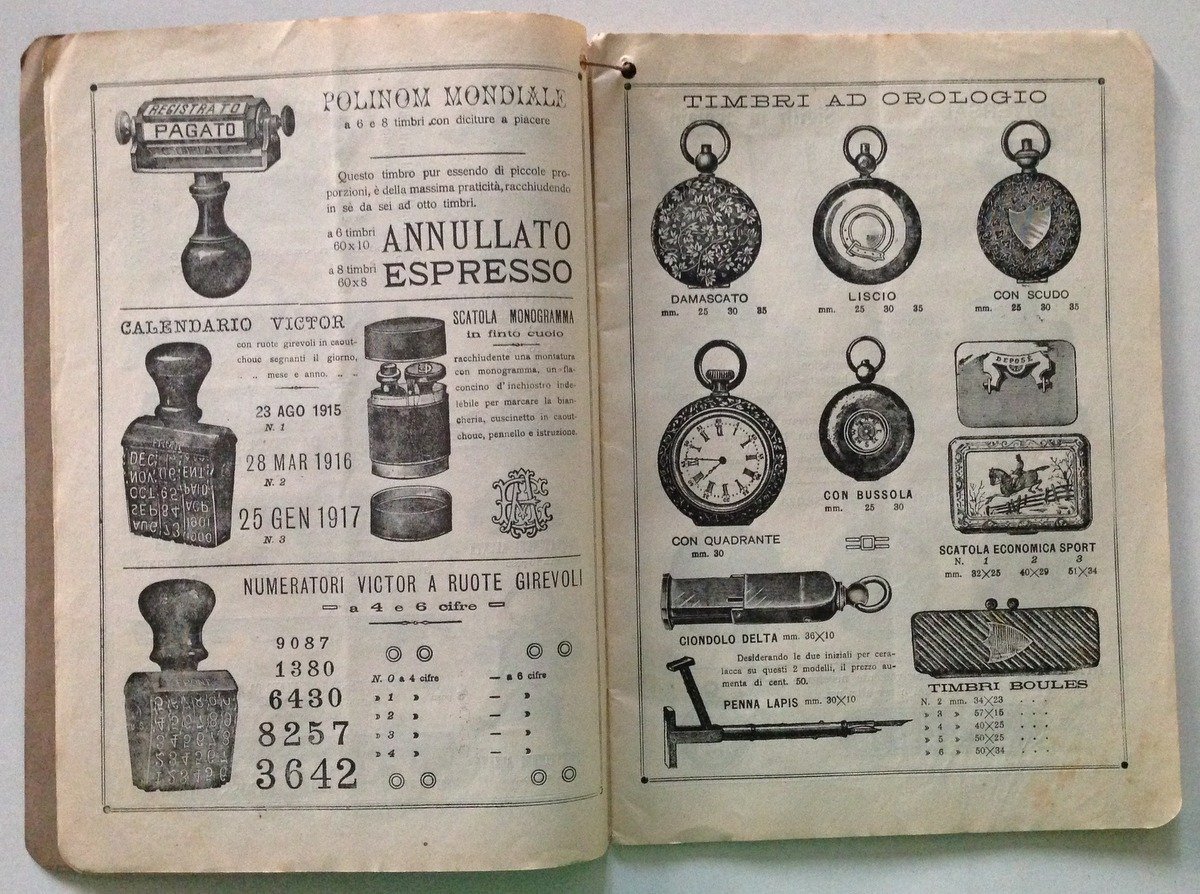 REGISTRATO
PAGATO
POLINOM MONDIALE
a 6 e 8 timbri con diciture a piacere
Questo timbro pur essendo di piccole pro-
porzioni, è della massima praticità, racchiudendo
in sè da sei ad otto timbri.
a 6 timbri
60x10
ANNULLATO
a 8 timbri
60x8
ESPRESSO
CALENDARIO VICTOR
con ruote girevoli in caout-
chouc segnanti il giorno,
.. .. mese e anno. .. ..
23 AGO 1915
N. 1
28 MAR 1916
N. 2
25 GEN 1917
N. 3
SCATOLA MONOGRAMMA
in finto cuoio
racchiudente una montatura
con monogramma, un fla-
concino d'inchiostro inde-
lebile per marcare la bian-
cheria, cuscinetto in caout-
chouc, pennello e istruzione.
NUMERATORI VICTOR A RUOTE GIREVOLI
a 4 e 6 cifre
9087
1380
6430
8257
3642
N. 0 a 4 cifre — a 6 cifre
» 1 » — »
» 2 » — »
» 3 » — »
» 4 » — »
TIMBRI AD OROLOGIO
DAMASCATO
mm. 25 30 35
LISCIO
mm. 25 30 35
CON SCUDO
mm. 25 30 35
CON QUADRANTE
mm. 30
CON BUSSOLA
mm. 25 30
DEPOSÉ
SCATOLA ECONOMICA SPORT
N. 1 2 3
mm. 32X25 40X29 51X34
CIONDOLO DELTA mm. 36X10
Desiderando le due iniziali per cera-
lacca su questi 2 modelli, il prezzo au-
menta di cent. 50.
PENNA LAPIS mm. 30X10
TIMBRI BOULES
N. 2 mm. 34X23 . . .
» 3 » 57X15 . . .
» 4 » 40X25 . . .
» 5 » 50X25 . . .
» 6 » 50X34 . . .